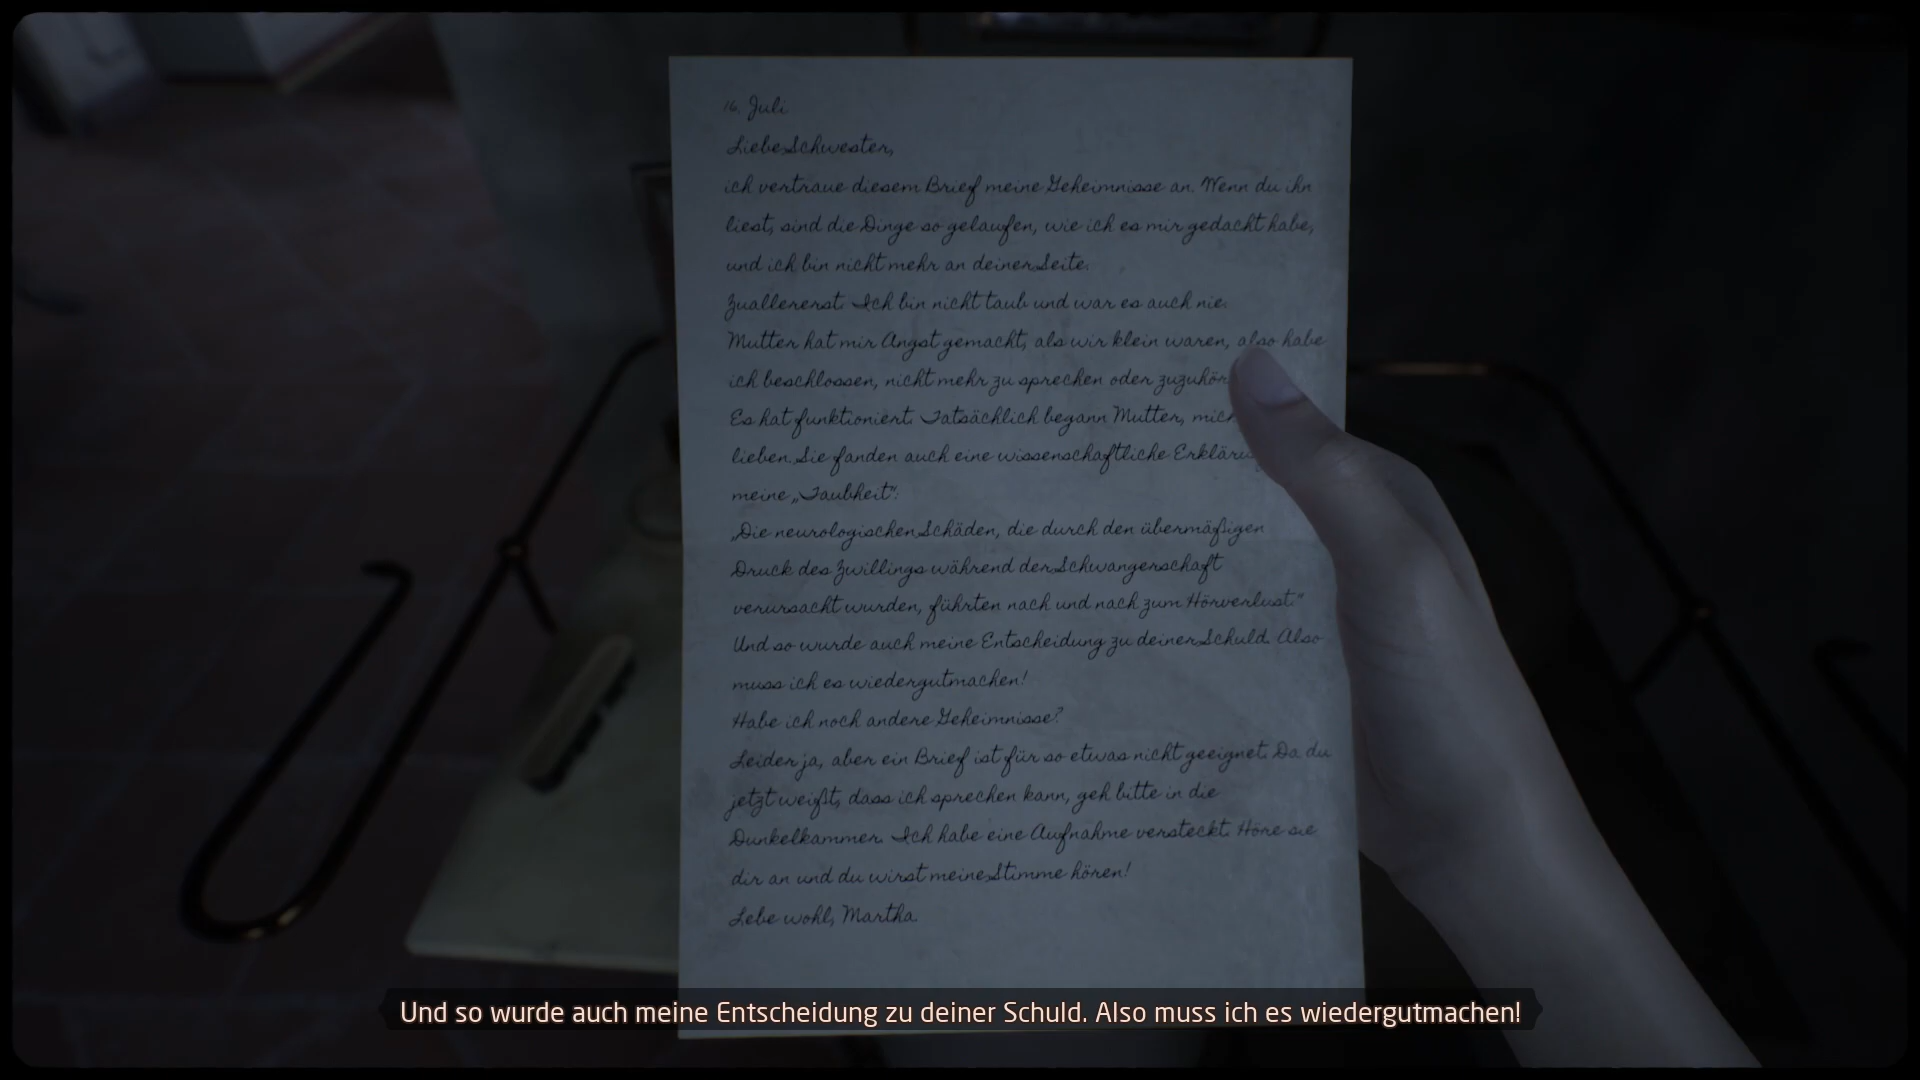 16. Juli
Liebe Schwester,
ich vertraue diesem Brief meine Geheimnisse an. Wenn du ihn
liest, sind die Dinge so gelaufen, wie ich es mir gedacht habe,
und ich bin nicht mehr an deiner Seite.
Zuallererst: Ich bin nicht taub und war es auch nie.
Mutter hat mir Angst gemacht, als wir klein waren, also habe
ich beschlossen, nicht mehr zu sprechen oder
Es hat funktioniert. Tatsächlich begann Mutter,
lieben. Sie fanden auch eine wissenschaftliche
meine „Taubheit“:
„Die neurologischen Schäden, die durch den übermäßigen
Druck des Zwillings während der Schwangerschaft
verursacht wurden, führten nach und nach zum Hörverlust.“
Und so wurde auch meine Entscheidung zu deiner Schuld. Also
muss ich es wiedergutmachen!
Habe ich noch andere Geheimnisse?
Leider ja, aber ein Brief ist für so etwas nicht geeignet. Da du
jetzt weißt, dass ich sprechen kann, geh bitte in die
Dunkelkammer. Ich habe eine Aufnahme versteckt. Höre sie
dir an und du wirst meine Stimme hören!
Lebe wohl, Martha.
Und so wurde auch meine Entscheidung zu deiner Schuld. Also muss ich es wiedergutmachen!